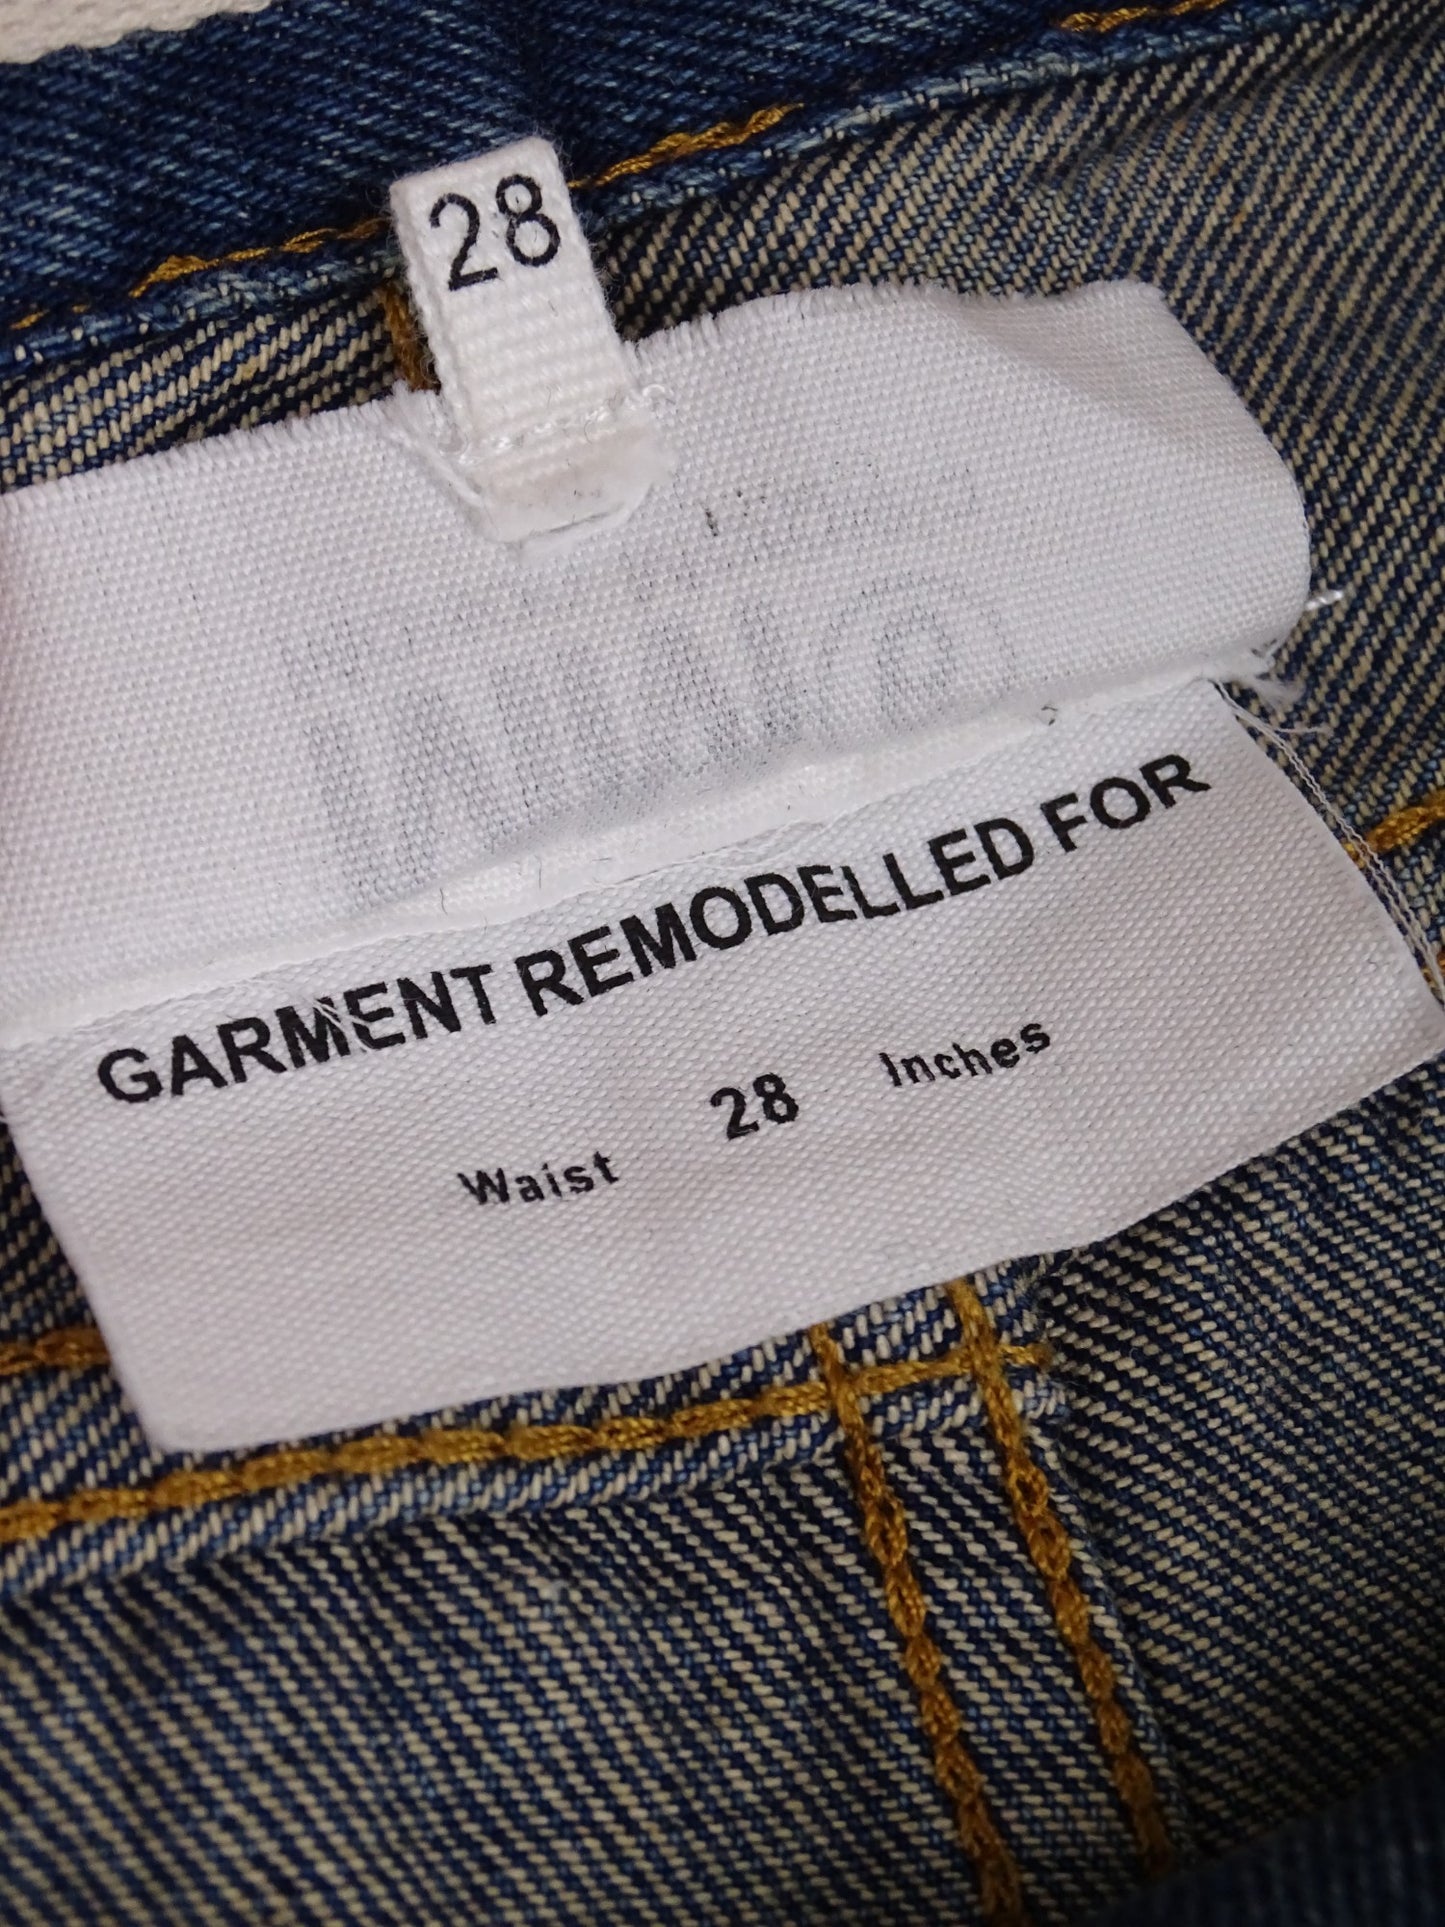 28
GARMENT REMODELLED FOR
Waist 28 Inches